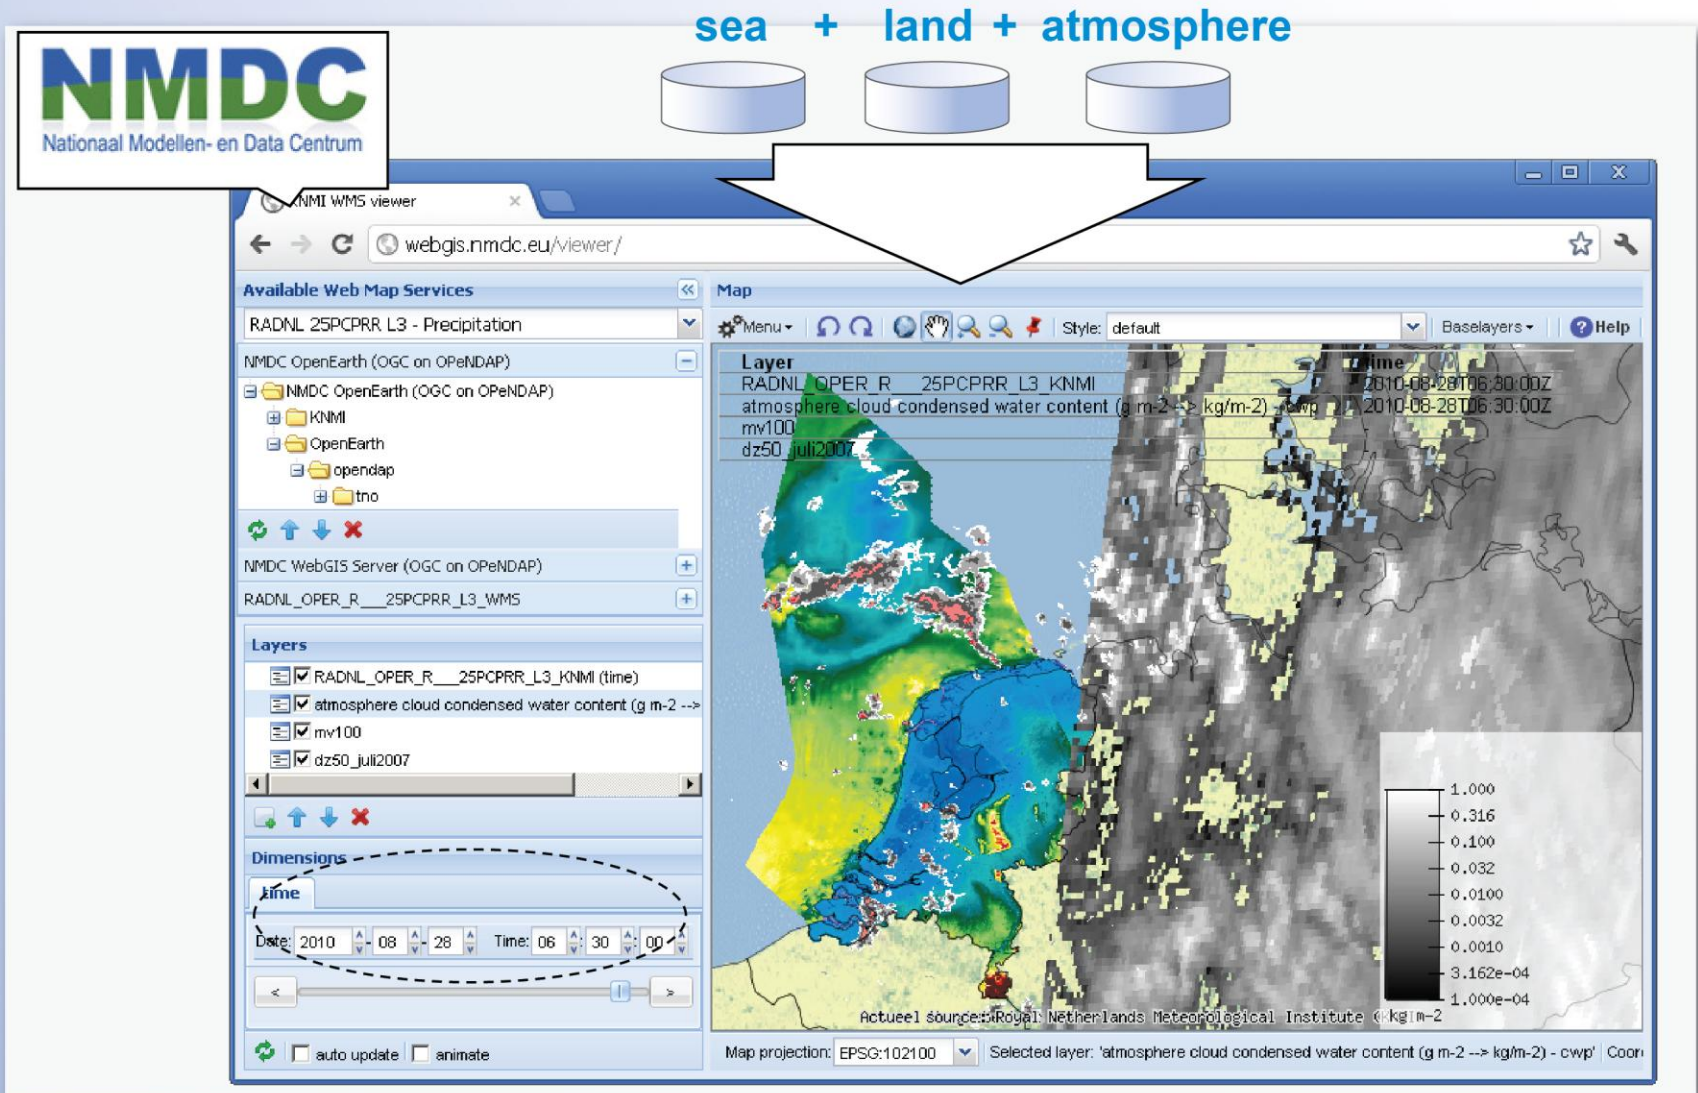 sea + land + atmosphere
NMDC
Nationaal Modellen- en Data Centrum
KNMI WMS viewer
webgis.nmdc.eu/viewer/
Available Web Map Services
RADNL 25PCPRR L3 - Precipitation
NMDC OpenEarth (OGC on OPeNDAP)
NMDC OpenEarth (OGC on OPeNDAP)
KNMI
OpenEarth
opendap
tno
NMDC WebGIS Server (OGC on OPeNDAP)
RADNL_OPER_R___25PCPRR_L3_WMS
Layers
RADNL_OPER_R___25PCPRR_L3_KNMI (time)
atmosphere cloud condensed water content (g m-2 -->
mv100
dz50_juli2007
Dimensions
time
Date: 2010 - 08 - 28 Time: 06 : 30 : 00
< >
auto update animate
Map
Menu Style: default Baselayers Help
Layer time
RADNL_OPER_R___25PCPRR_L3_KNMI 2010-08-28T06:30:00Z
atmosphere cloud condensed water content (g m-2 --> kg/m-2) - cwp 2010-08-28T06:30:00Z
mv100
dz50_juli2007
1.000
0.316
0.100
0.032
0.0100
0.0032
0.0010
3.162e-04
1.000e-04
kg m-2
Actueel source: Royal Netherlands Meteorological Institute
Map projection: EPSG:102100 Selected layer: 'atmosphere cloud condensed water content (g m-2 --> kg/m-2) - cwp' Coor